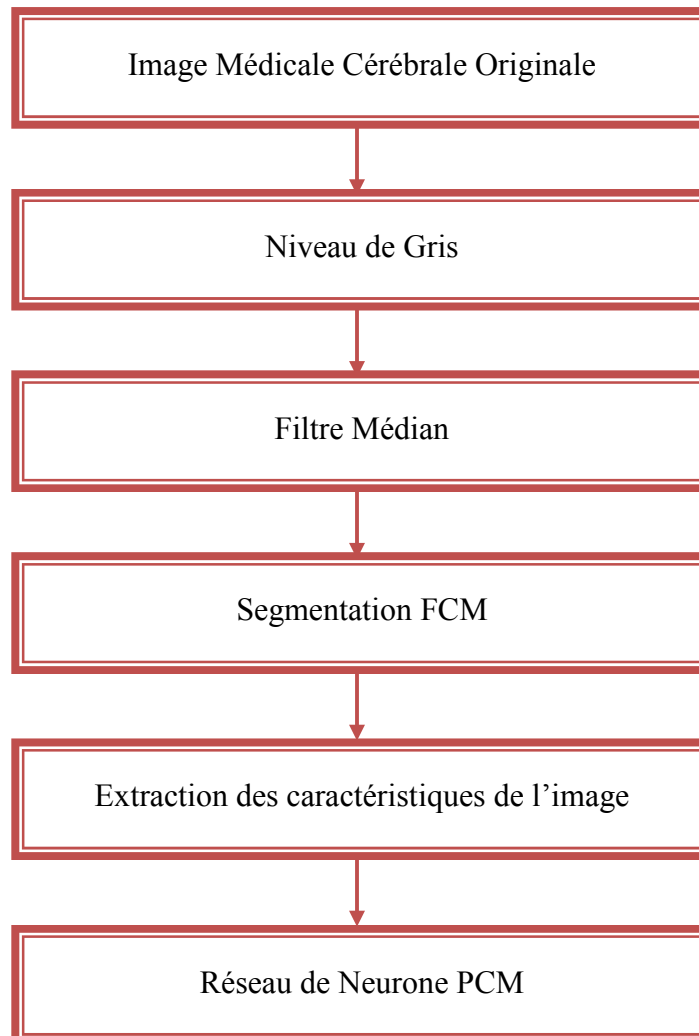 Image Médicale Cérébrale Originale
Niveau de Gris
Filtre Médian
Segmentation FCM
Extraction des caractéristiques de l’image
Réseau de Neurone PCM